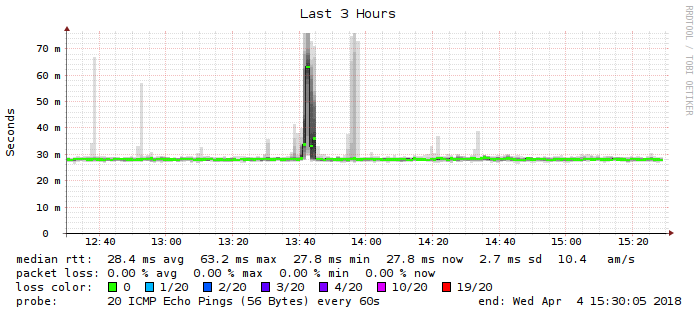 Last 3 Hours
RRDTOOL / TOBI OETIKER
Seconds
70 m
60 m
50 m
40 m
30 m
20 m
10 m
0
12:40 13:00 13:20 13:40 14:00 14:20 14:40 15:00 15:20
median rtt: 28.4 ms avg 63.2 ms max 27.8 ms min 27.8 ms now 2.7 ms sd 10.4 am/s
packet loss: 0.00 % avg 0.00 % max 0.00 % min 0.00 % now
loss color: 0 1/20 2/20 3/20 4/20 10/20 19/20
probe: 20 ICMP Echo Pings (56 Bytes) every 60s end: Wed Apr 4 15:30:05 2018